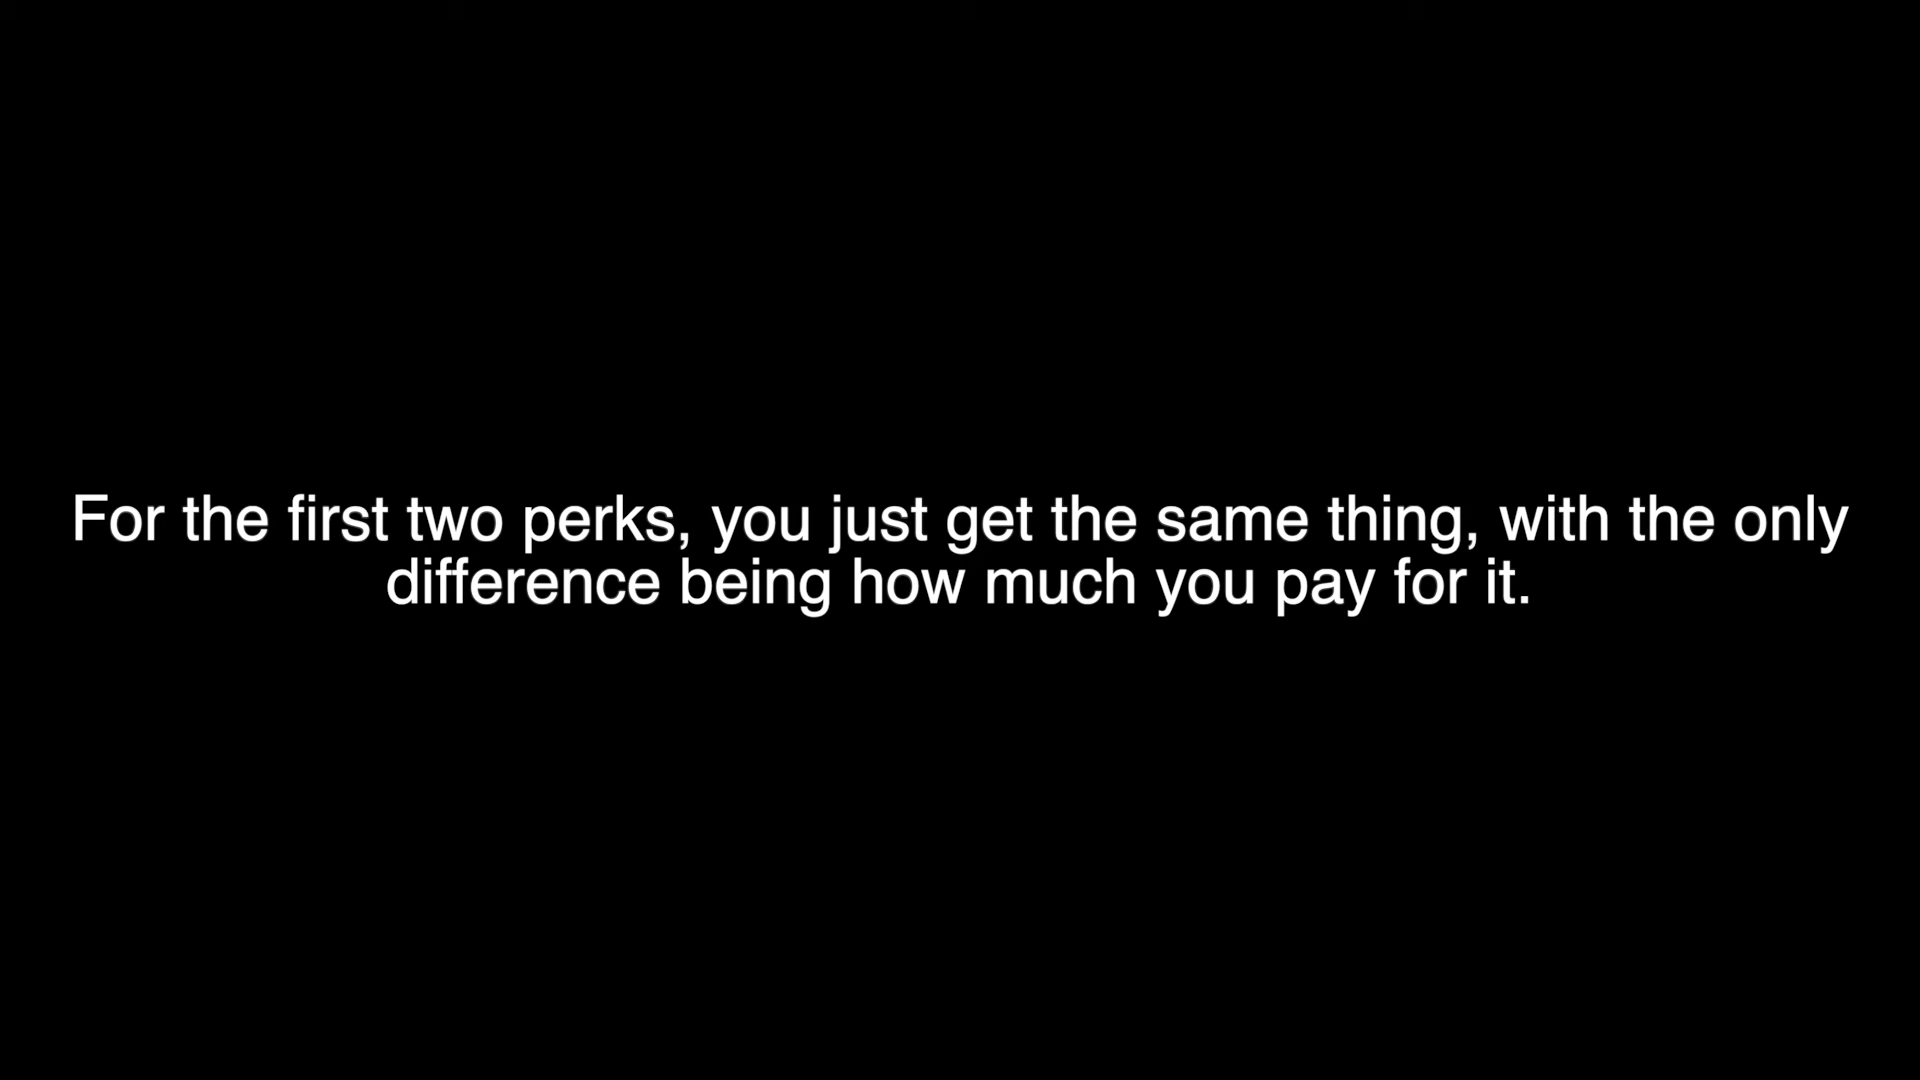 For the first two perks, you just get the same thing, with the only
difference being how much you pay for it.